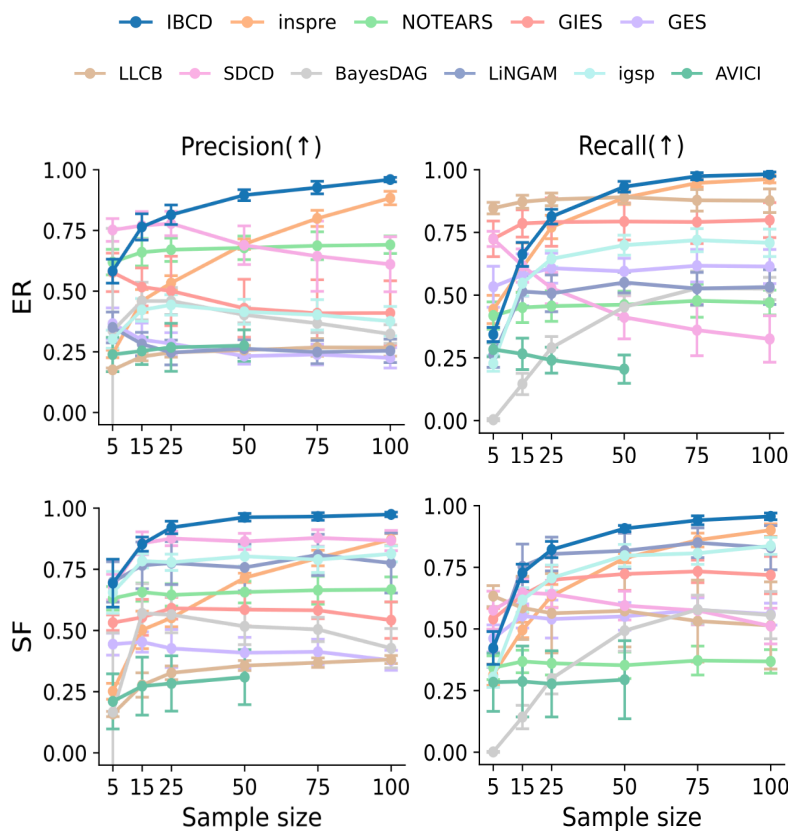 IBCD inspre NOTEARS GIES GES
LLCB SDCD BayesDAG LiNGAM igsp AVICI
Precision(↑) Recall(↑)
ER
1.00
0.75
0.50
0.25
0.00
5 15 25 50 75 100
1.00
0.75
0.50
0.25
0.00
5 15 25 50 75 100
SF
1.00
0.75
0.50
0.25
0.00
5 15 25 50 75 100
Sample size
1.00
0.75
0.50
0.25
0.00
5 15 25 50 75 100
Sample size